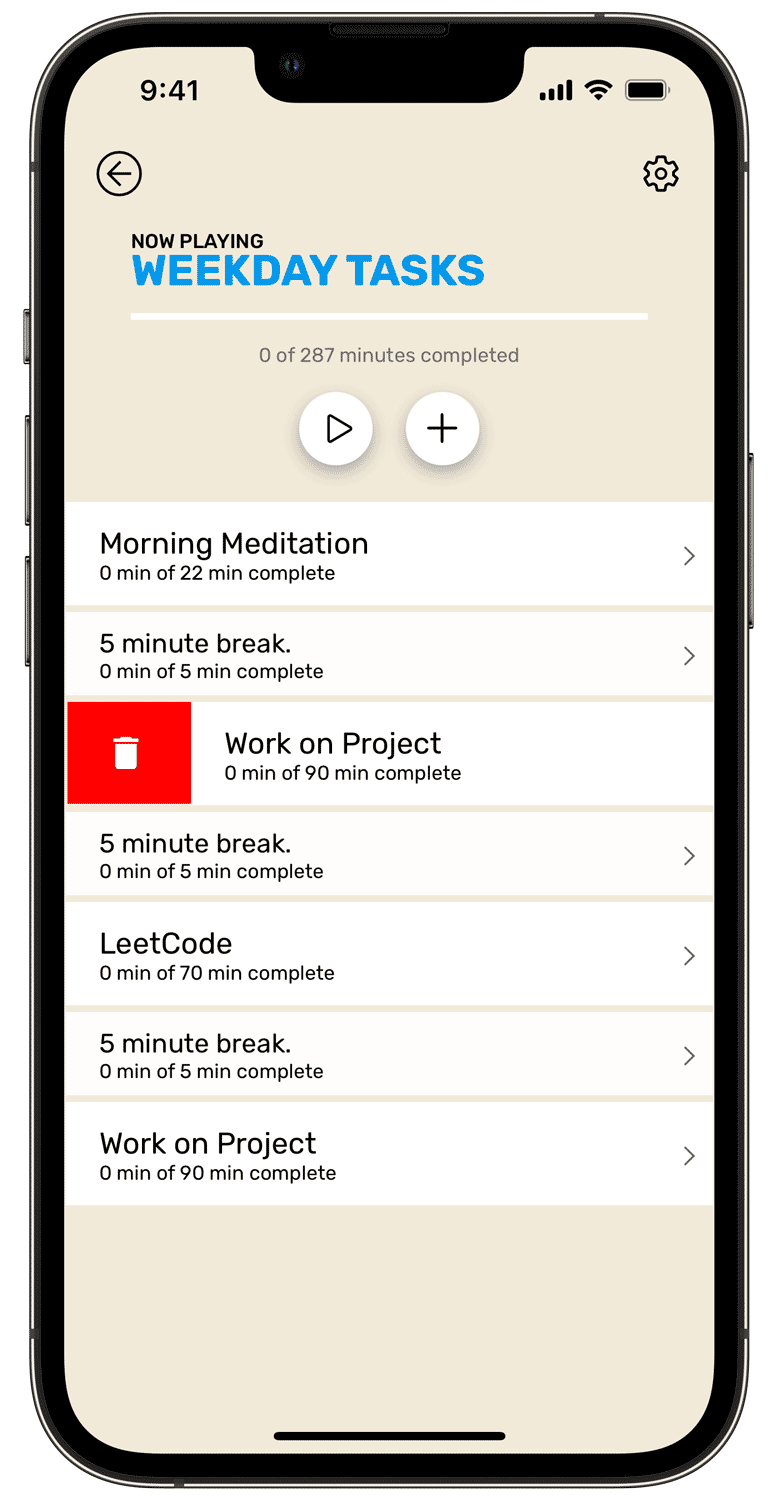 9:41
NOW PLAYING
WEEKDAY TASKS
0 of 287 minutes completed
Morning Meditation
0 min of 22 min complete
5 minute break.
0 min of 5 min complete
Work on Project
0 min of 90 min complete
5 minute break.
0 min of 5 min complete
LeetCode
0 min of 70 min complete
5 minute break.
0 min of 5 min complete
Work on Project
0 min of 90 min complete